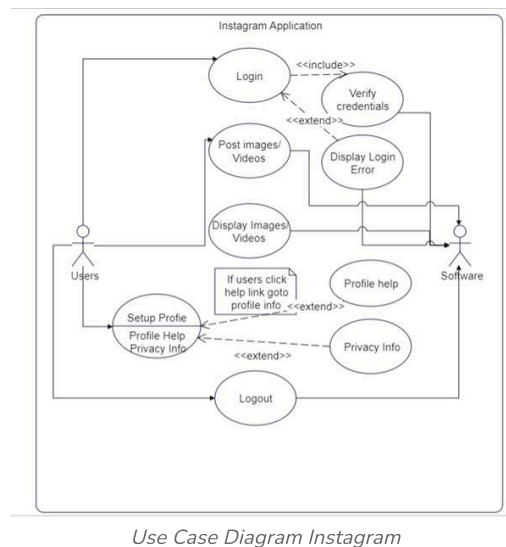 Instagram Application
Login
<<include>>
Verify
credentials
<<extend>>
Post images/
Videos
Display Login
Error
Display Images/
Videos
Users
Software
If users click
help link goto
profile info
<<extend>>
Profile help
Setup Profie
Profile Help
Privacy Info
Privacy Info
<<extend>>
Logout
Use Case Diagram Instagram